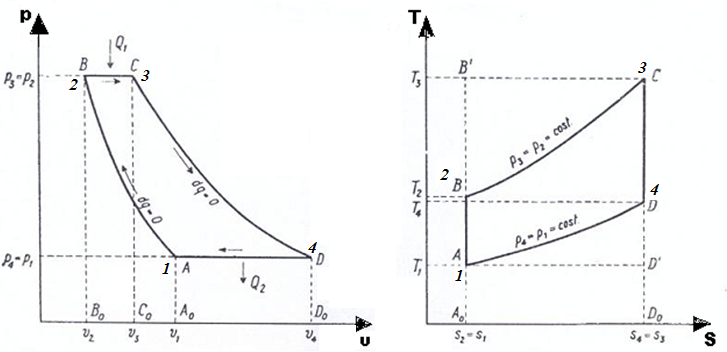 p
Q₁
B C
2 3
p₃=p₂
dq=0
dq=0
4
p₄=p₁
1 A D
Q₂
B₀ C₀ A₀ D₀
v₂ v₃ v₁ v₄ υ
T
B' 3 C
T₃
p₃ = p₂ = cost.
2
T₂ B
T₄ 4 D
p₄ = p₁ = cost.
A
T₁ 1 D'
A₀ D₀
S₂=S₁ S₄=S₃ S